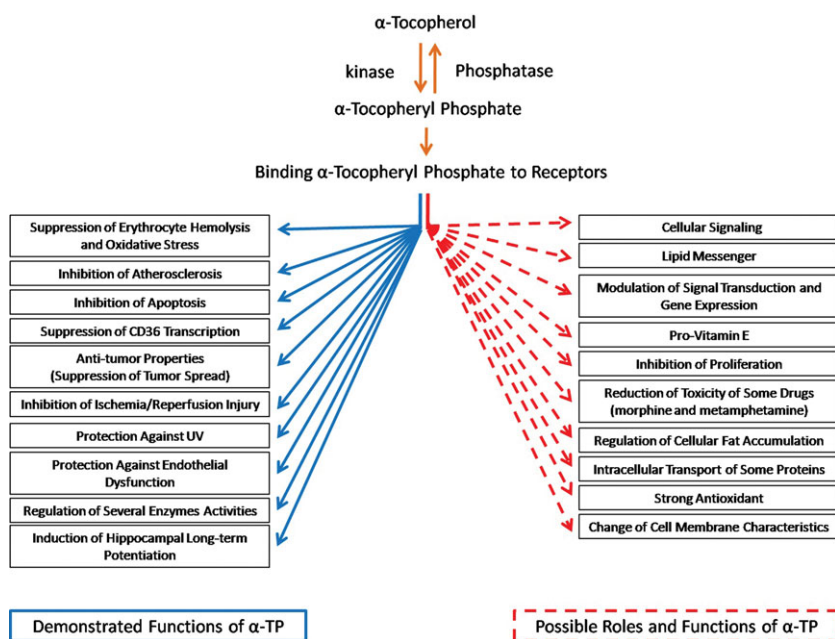 α-Tocopherol
kinase
Phosphatase
α-Tocopheryl Phosphate
Binding α-Tocopheryl Phosphate to Receptors
Suppression of Erythrocyte Hemolysis
and Oxidative Stress
Inhibition of Atherosclerosis
Inhibition of Apoptosis
Suppression of CD36 Transcription
Anti-tumor Properties
(Suppression of Tumor Spread)
Inhibition of Ischemia/Reperfusion Injury
Protection Against UV
Protection Against Endothelial
Dysfunction
Regulation of Several Enzymes Activities
Induction of Hippocampal Long-term
Potentiation
Cellular Signaling
Lipid Messenger
Modulation of Signal Transduction and
Gene Expression
Pro-Vitamin E
Inhibition of Proliferation
Reduction of Toxicity of Some Drugs
(morphine and metamphetamine)
Regulation of Cellular Fat Accumulation
Intracellular Transport of Some Proteins
Strong Antioxidant
Change of Cell Membrane Characteristics
Demonstrated Functions of α-TP
Possible Roles and Functions of α-TP